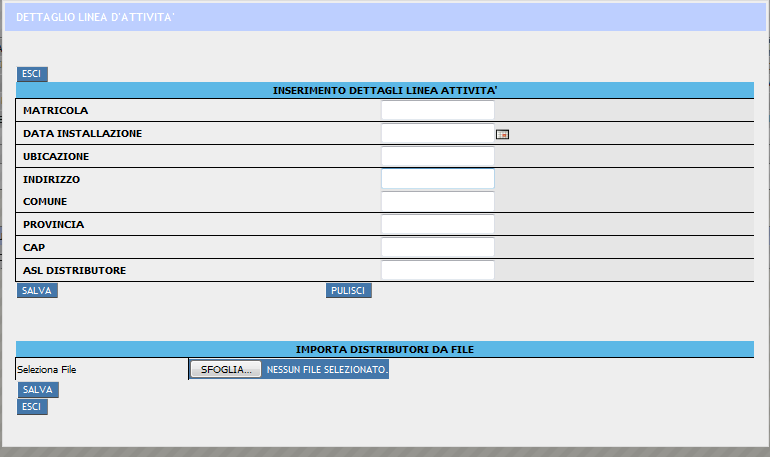 DETTAGLIO LINEA D'ATTIVITA'
ESCI
INSERIMENTO DETTAGLI LINEA ATTIVITA'
MATRICOLA
DATA INSTALLAZIONE
UBICAZIONE
INDIRIZZO
COMUNE
PROVINCIA
CAP
ASL DISTRIBUTORE
SALVA PULISCI
IMPORTA DISTRIBUTORI DA FILE
Seleziona File SFOGLIA... NESSUN FILE SELEZIONATO.
SALVA
ESCI